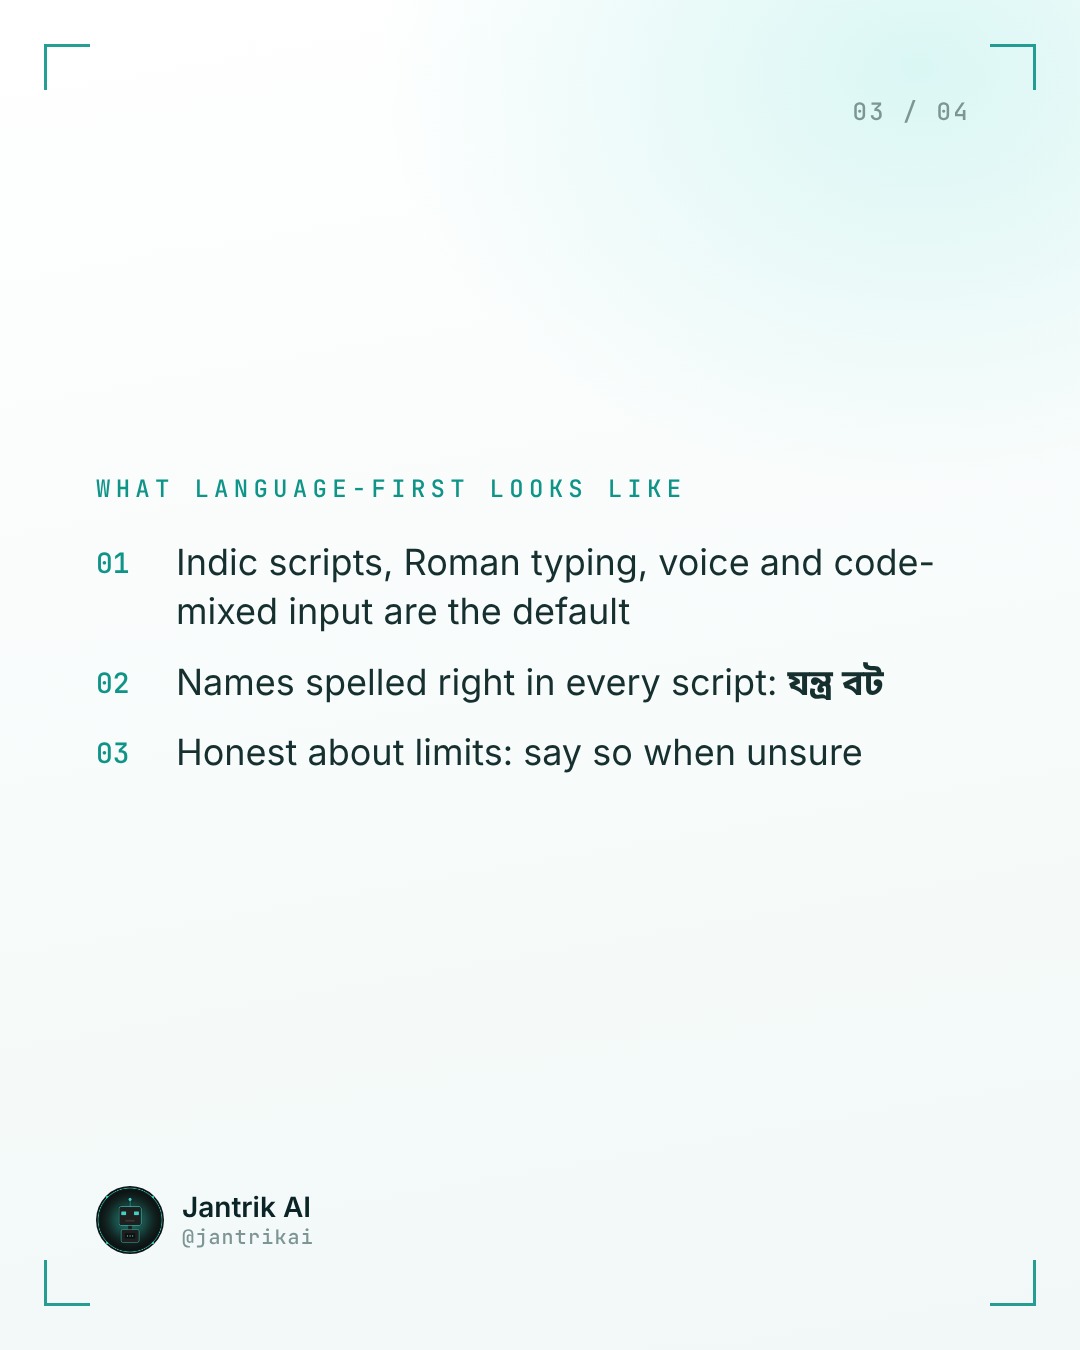 03 / 04
WHAT LANGUAGE-FIRST LOOKS LIKE
01 Indic scripts, Roman typing, voice and code-
mixed input are the default
02 Names spelled right in every script: যন্ত্র বট
03 Honest about limits: say so when unsure
Jantrik AI
@jantrikai